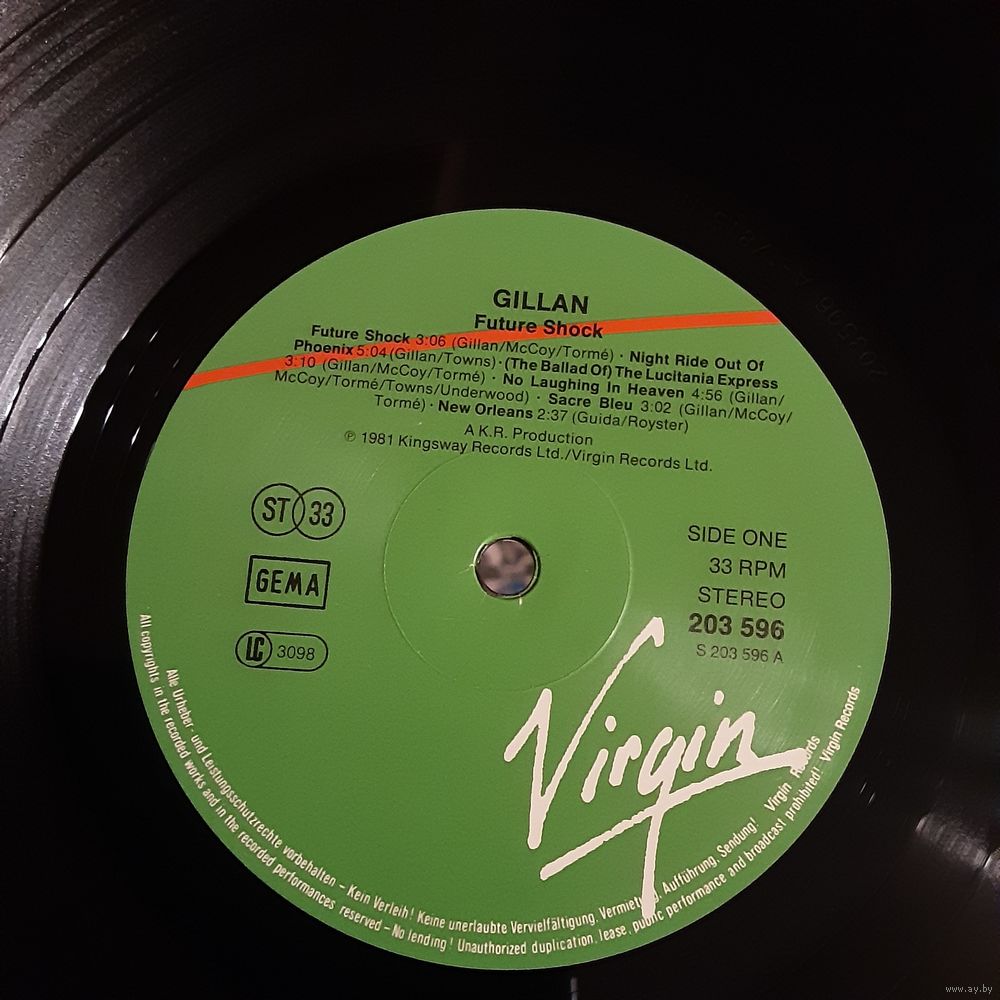 GILLAN
Future Shock
Future Shock 3:06 (Gillan/McCoy/Tormé) · Night Ride Out Of
Phoenix 5:04 (Gillan/Towns) · (The Ballad Of) The Lucitania Express
3:10 (Gillan/McCoy/Tormé) · No Laughing In Heaven 4:56 (Gillan/
McCoy/Tormé/Towns/Underwood) · Sacre Bleu 3:02 (Gillan/McCoy/
Tormé) · New Orleans 2:37 (Guida/Royster)
A K.R. Production
℗ 1981 Kingsway Records Ltd./Virgin Records Ltd.
ST 33
GEMA
LC 3098
SIDE ONE
33 RPM
STEREO
203 596
S 203 596 A
Virgin
Alle Urheber- und Leistungsschutzrechte vorbehalten – Kein Verleih! Keine unerlaubte Vervielfältigung, Vermietung, Aufführung, Sendung! Virgin Records
All copyrights in the recorded works and in the recorded performances reserved – No lending! Unauthorized duplication, lease, public performance and broadcast prohibited! Virgin Records
www.ay.by